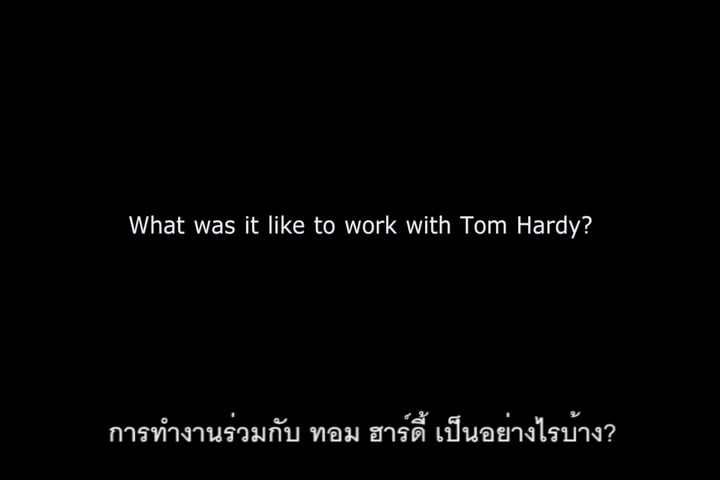 What was it like to work with Tom Hardy?
การทำงานร่วมกับ ทอม ฮาร์ดี้ เป็นอย่างไรบ้าง?